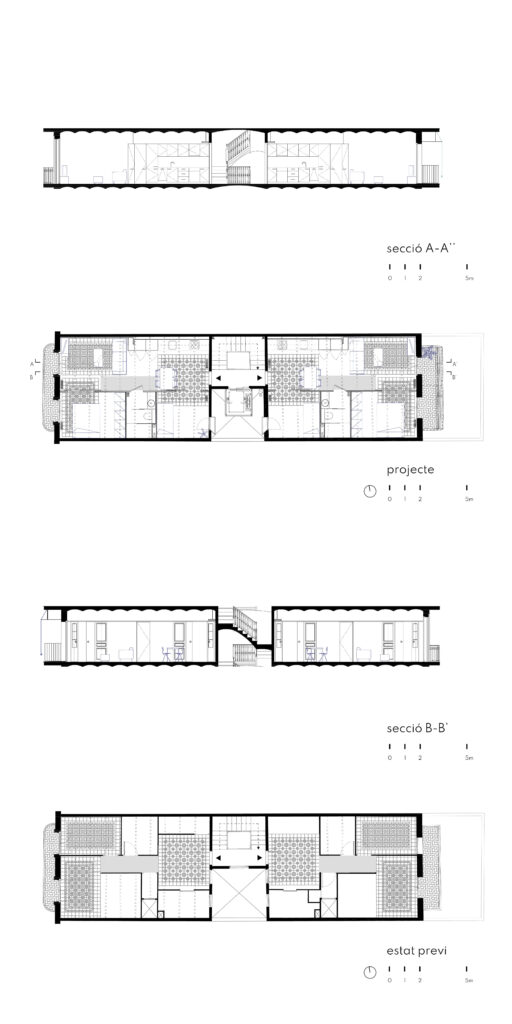 secció A-A''
0 1 2 5m
A' A'
B' B'
projecte
0 1 2 5m
secció B-B'
0 1 2 5m
estat previ
0 1 2 5m